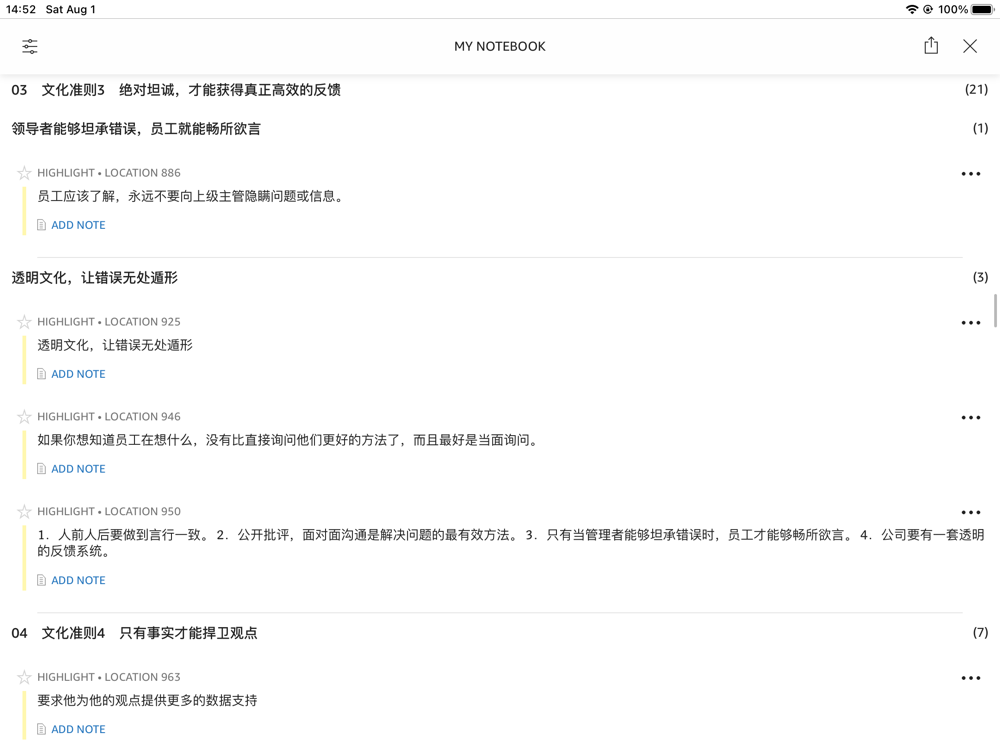 14:52 Sat Aug 1 100%
MY NOTEBOOK
03 文化准则3 绝对坦诚，才能获得真正高效的反馈 (21)
领导者能够坦承错误，员工就能畅所欲言 (1)
HIGHLIGHT • LOCATION 886
员工应该了解，永远不要向上级主管隐瞒问题或信息。
ADD NOTE
透明文化，让错误无处遁形 (3)
HIGHLIGHT • LOCATION 925
透明文化，让错误无处遁形
ADD NOTE
HIGHLIGHT • LOCATION 946
如果你想知道员工在想什么，没有比直接询问他们更好的方法了，而且最好是当面询问。
ADD NOTE
HIGHLIGHT • LOCATION 950
1．人前人后要做到言行一致。 2．公开批评，面对面沟通是解决问题的最有效方法。 3．只有当管理者能够坦承错误时，员工才能够畅所欲言。 4．公司要有一套透明
的反馈系统。
ADD NOTE
04 文化准则4 只有事实才能捍卫观点 (7)
HIGHLIGHT • LOCATION 963
要求他为他的观点提供更多的数据支持
ADD NOTE